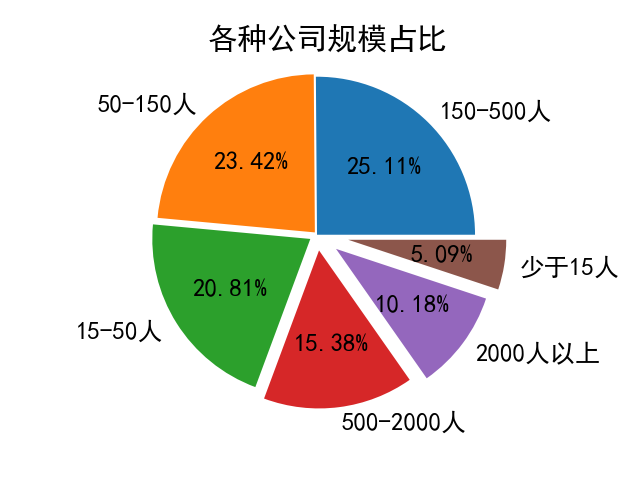 各种公司规模占比
50-150人
150-500人
23.42%
25.11%
5.09%
少于15人
20.81%
10.18%
15-50人
15.38%
2000人以上
500-2000人